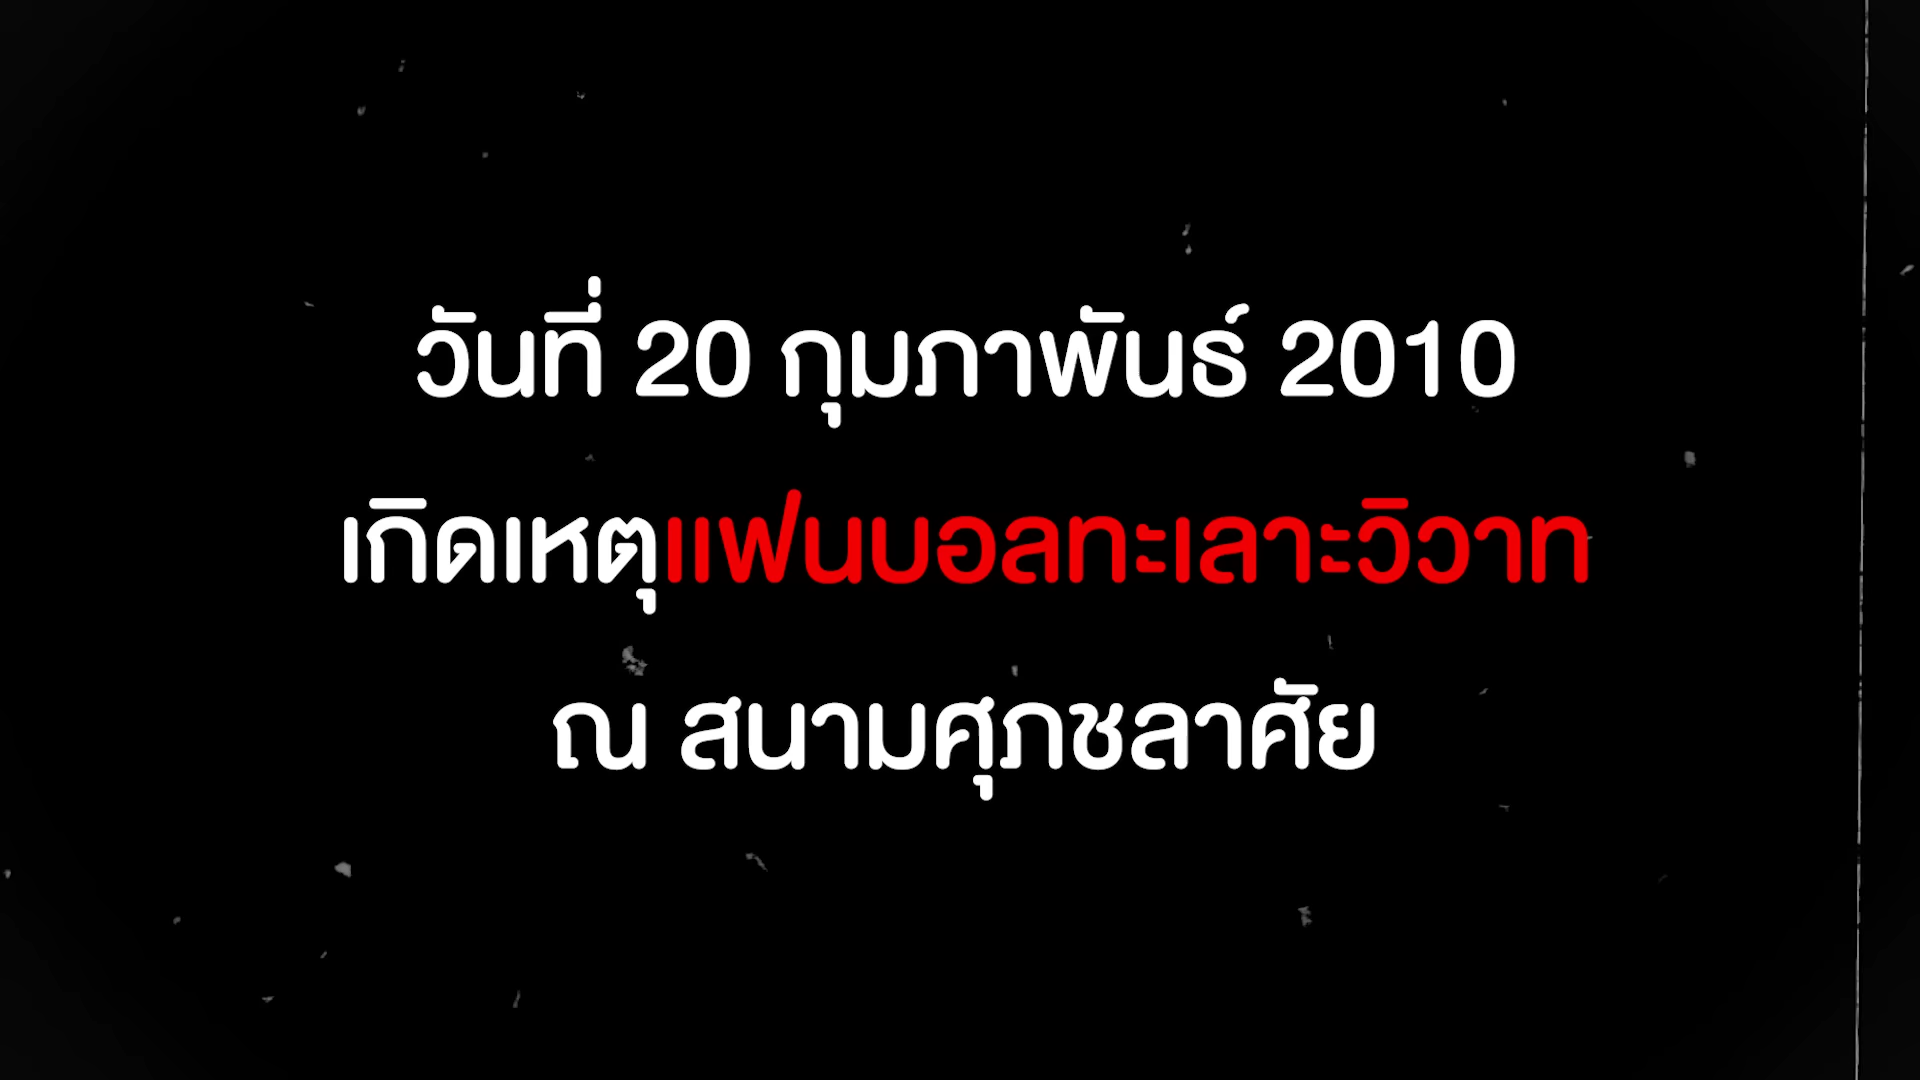 วันที่ 20 กุมภาพันธ์ 2010
เกิดเหตุแฟนบอลทะเลาะวิวาท
ณ สนามศุภชลาศัย